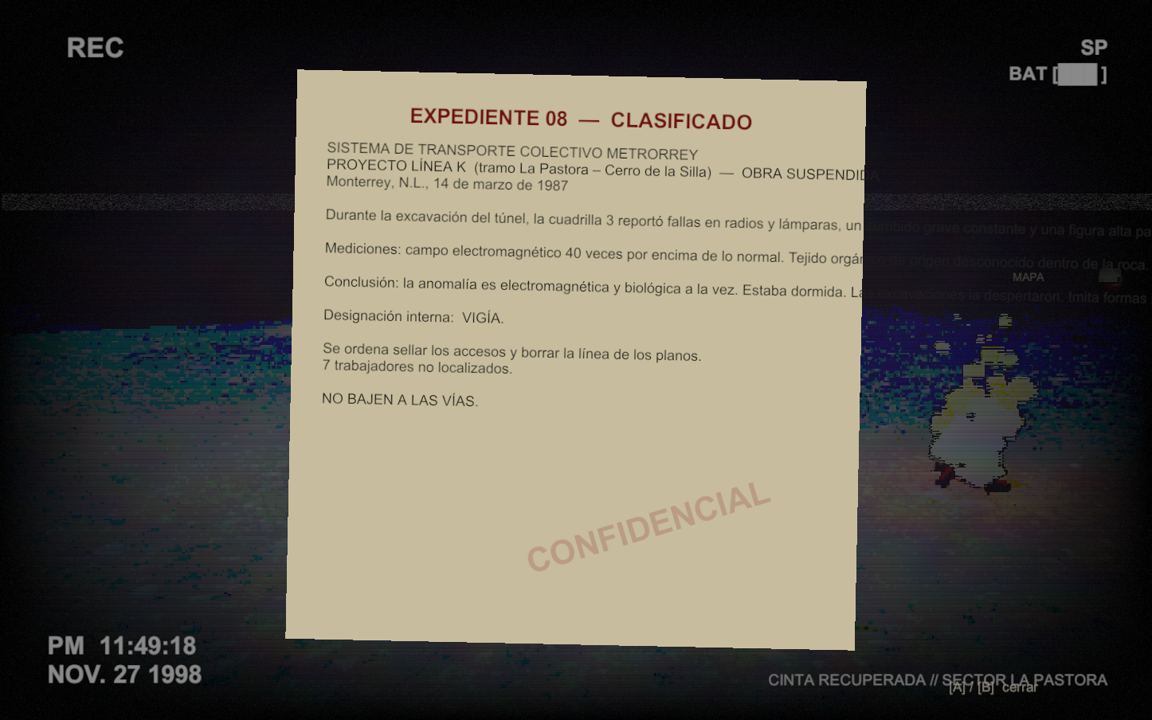 REC
SP
BAT [███ ]
EXPEDIENTE 08 — CLASIFICADO
SISTEMA DE TRANSPORTE COLECTIVO METRORREY
PROYECTO LÍNEA K (tramo La Pastora – Cerro de la Silla) — OBRA SUSPENDIDA
Monterrey, N.L., 14 de marzo de 1987
Durante la excavación del túnel, la cuadrilla 3 reportó fallas en radios y lámparas, un zumbido grave constante y una figura alta pa
Mediciones: campo electromagnético 40 veces por encima de lo normal. Tejido orgánico de origen desconocido dentro de la roca.
MAPA
Conclusión: la anomalía es electromagnética y biológica a la vez. Estaba dormida. Las excavaciones la despertaron. Imita formas
Designación interna: VIGÍA.
Se ordena sellar los accesos y borrar la línea de los planos.
7 trabajadores no localizados.
NO BAJEN A LAS VÍAS.
CONFIDENCIAL
PM 11:49:18
NOV. 27 1998
CINTA RECUPERADA // SECTOR LA PASTORA
[A] / [B] cerrar